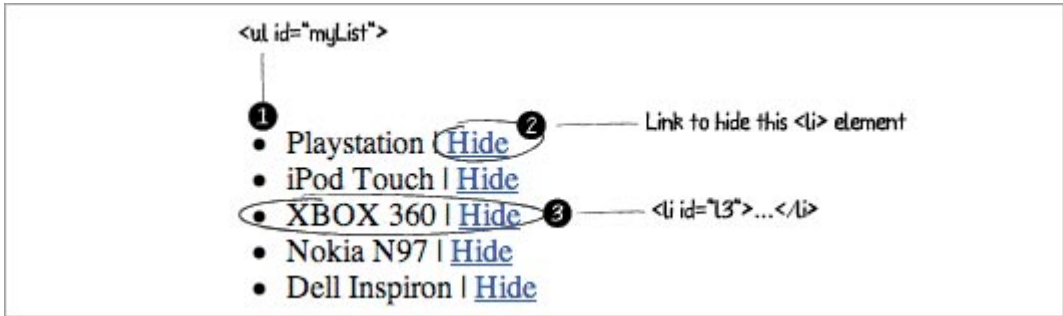 <ul id="myList">
1
• Playstation | Hide
2
Link to hide this <li> element
• iPod Touch | Hide
• XBOX 360 | Hide
3
<li id="l3">...</li>
• Nokia N97 | Hide
• Dell Inspiron | Hide